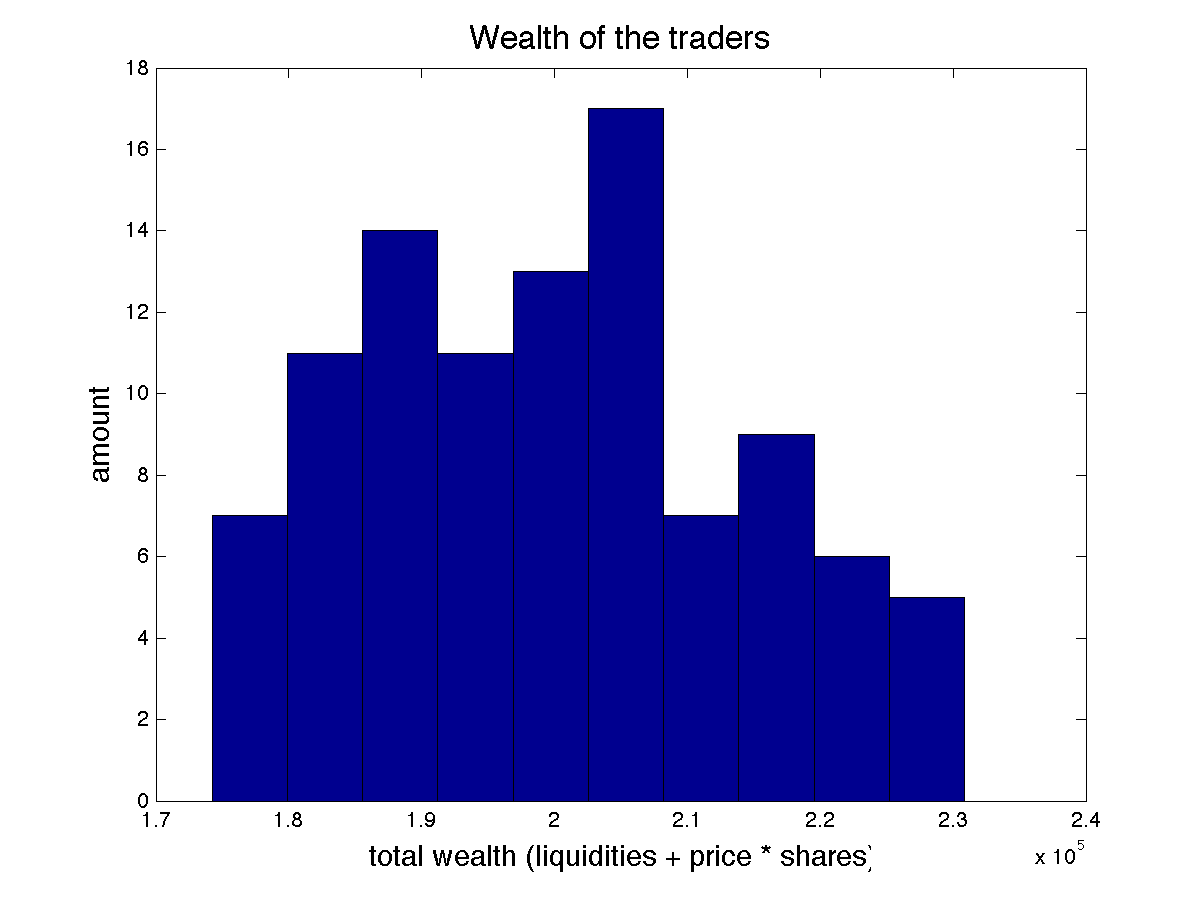 Wealth of the traders
18
16
14
12
10
8
6
4
2
0
amount
1.7 1.8 1.9 2 2.1 2.2 2.3 2.4
total wealth (liquidities + price * shares)
x 10^5